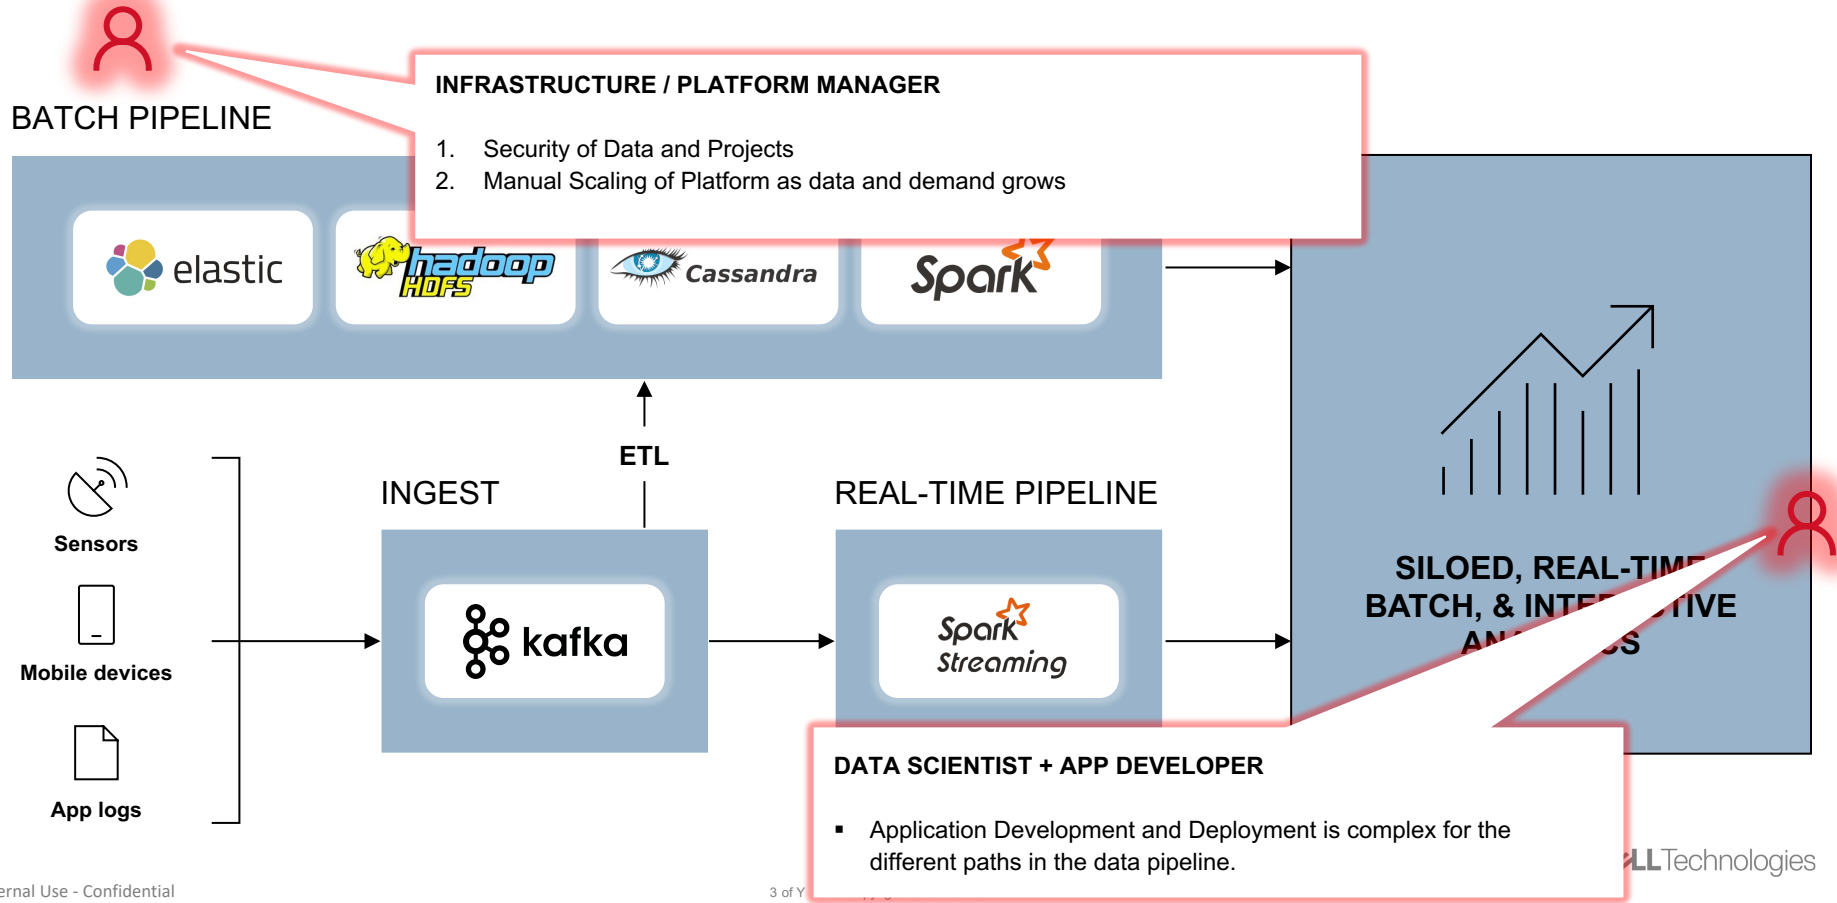 INFRASTRUCTURE / PLATFORM MANAGER
1. Security of Data and Projects
2. Manual Scaling of Platform as data and demand grows
BATCH PIPELINE
elastic
hadoop
HDFS
Cassandra
Spark
ETL
Sensors
Mobile devices
App logs
INGEST
kafka
REAL-TIME PIPELINE
Spark
Streaming
SILOED, REAL-TIME
BATCH, &
DATA SCIENTIST + APP DEVELOPER
▪ Application Development and Deployment is complex for the
different paths in the data pipeline.
LLTechnologies
ernal Use - Confidential
3 of Y